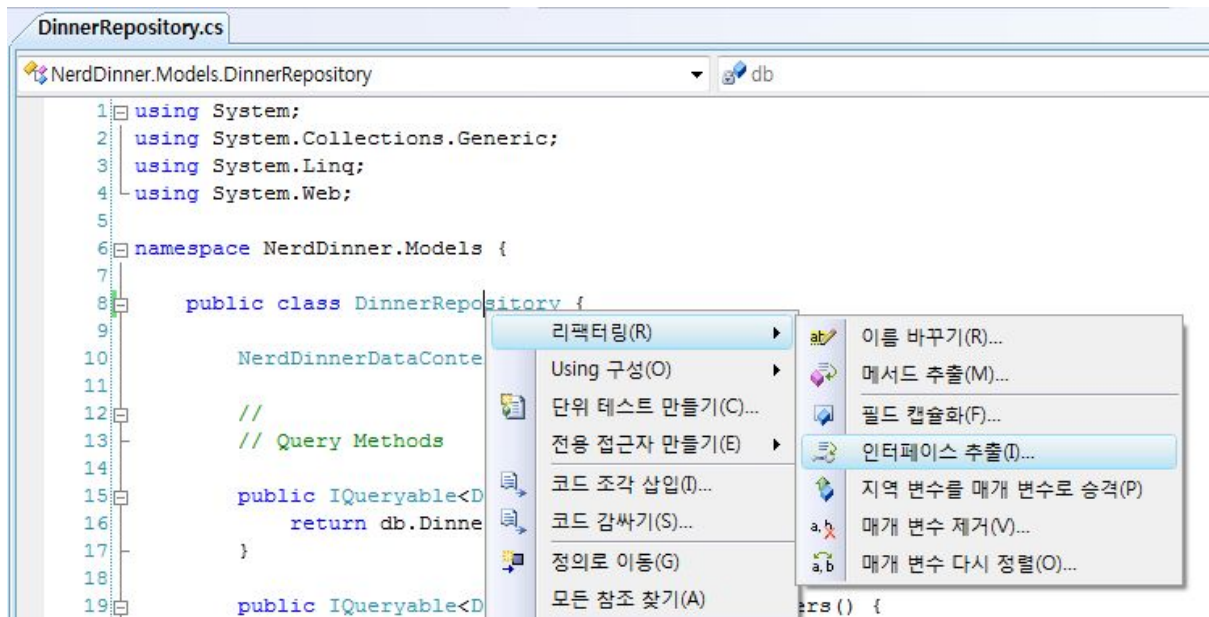 DinnerRepository.cs
NerdDinner.Models.DinnerRepository
db
1 using System;
2 using System.Collections.Generic;
3 using System.Linq;
4 using System.Web;
5
6 namespace NerdDinner.Models {
7
8 public class DinnerRepository {
9
10 NerdDinnerDataConte
11
12 //
13 // Query Methods
14
15 public IQueryable<D
16 return db.Dinne
17 }
18
19 public IQueryable<D ers() {
리팩터링(R)
Using 구성(O)
단위 테스트 만들기(C)...
전용 접근자 만들기(E)
코드 조각 삽입(I)...
코드 감싸기(S)...
정의로 이동(G)
모든 참조 찾기(A)
이름 바꾸기(R)...
메서드 추출(M)...
필드 캡슐화(F)...
인터페이스 추출(I)...
지역 변수를 매개 변수로 승격(P)
매개 변수 제거(V)...
매개 변수 다시 정렬(O)...